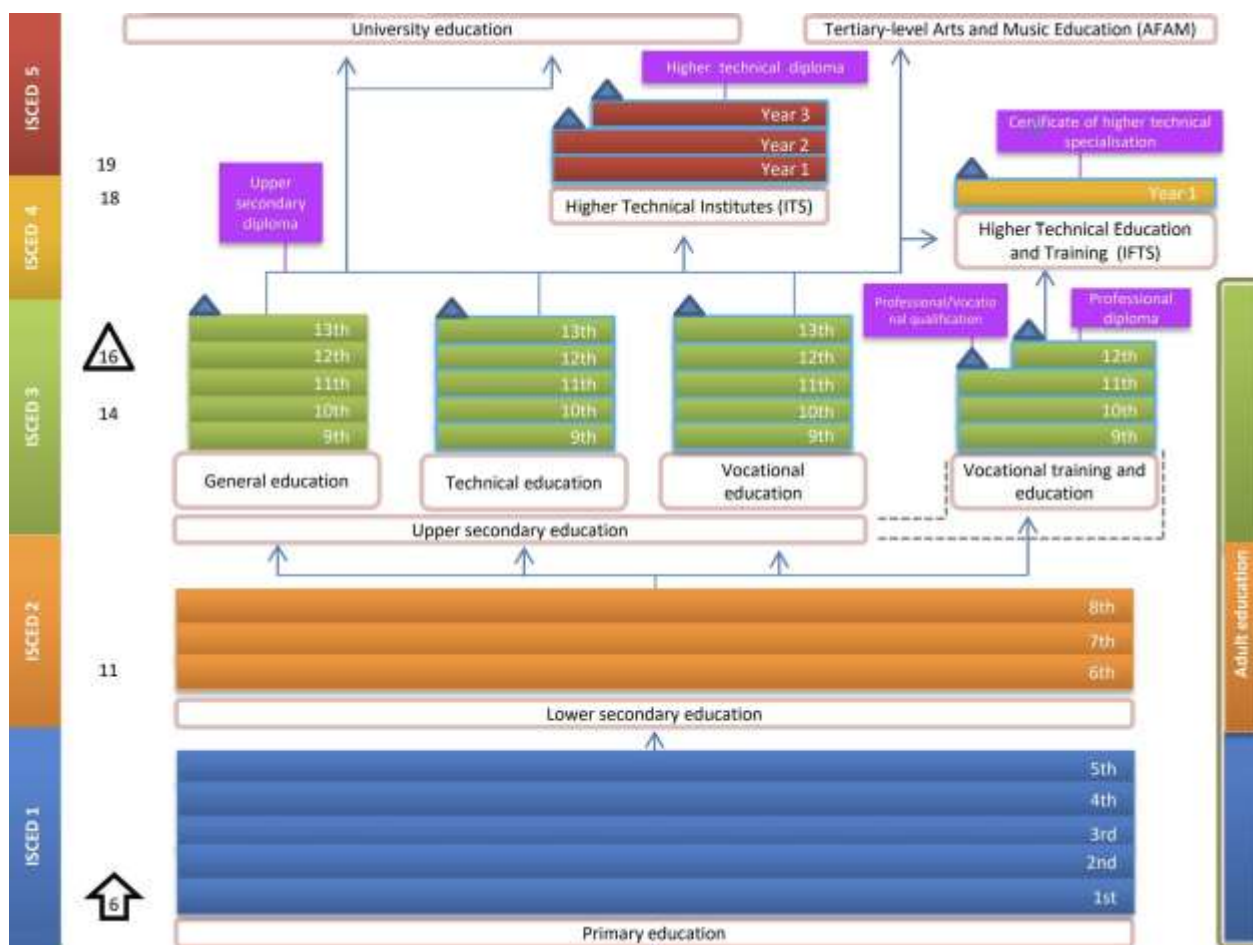 University education
Tertiary-level Arts and Music Education (AFAM)
ISCED 5
Higher technical diploma
Year 3
Year 2
Year 1
Certificate of higher technical
specialisation
19
18
Upper
secondary
diploma
Year 1
ISCED 4
Higher Technical Institutes (ITS)
Higher Technical Education
and Training (IFTS)
Professional/Vocatio
nal qualification
Professional
diploma
ISCED 3
16
14
13th
12th
11th
10th
9th
13th
12th
11th
10th
9th
13th
12th
11th
10th
9th
12th
11th
10th
9th
General education
Technical education
Vocational
education
Vocational training and
education
Upper secondary education
ISCED 2
11
8th
7th
6th
Adult education
Lower secondary education
ISCED 1
5th
4th
3rd
2nd
1st
6
Primary education